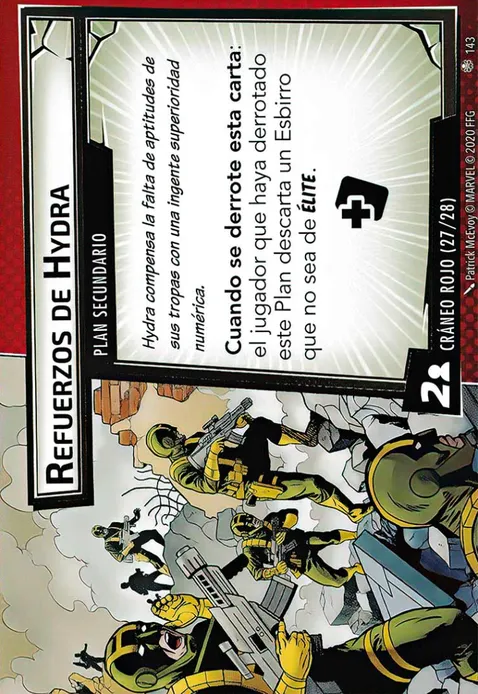 REFUERZOS DE HYDRA
PLAN SECUNDARIO
Hydra compensa la falta de aptitudes de
sus tropas con una ingente superioridad
numérica.
Cuando se derrote esta carta:
el jugador que haya derrotado
este Plan descarta un Esbirro
que no sea de ÉLITE.
2
CRÁNEO ROJO (27/28)
Patrick McEvoy © MARVEL © 2020 FFG
143